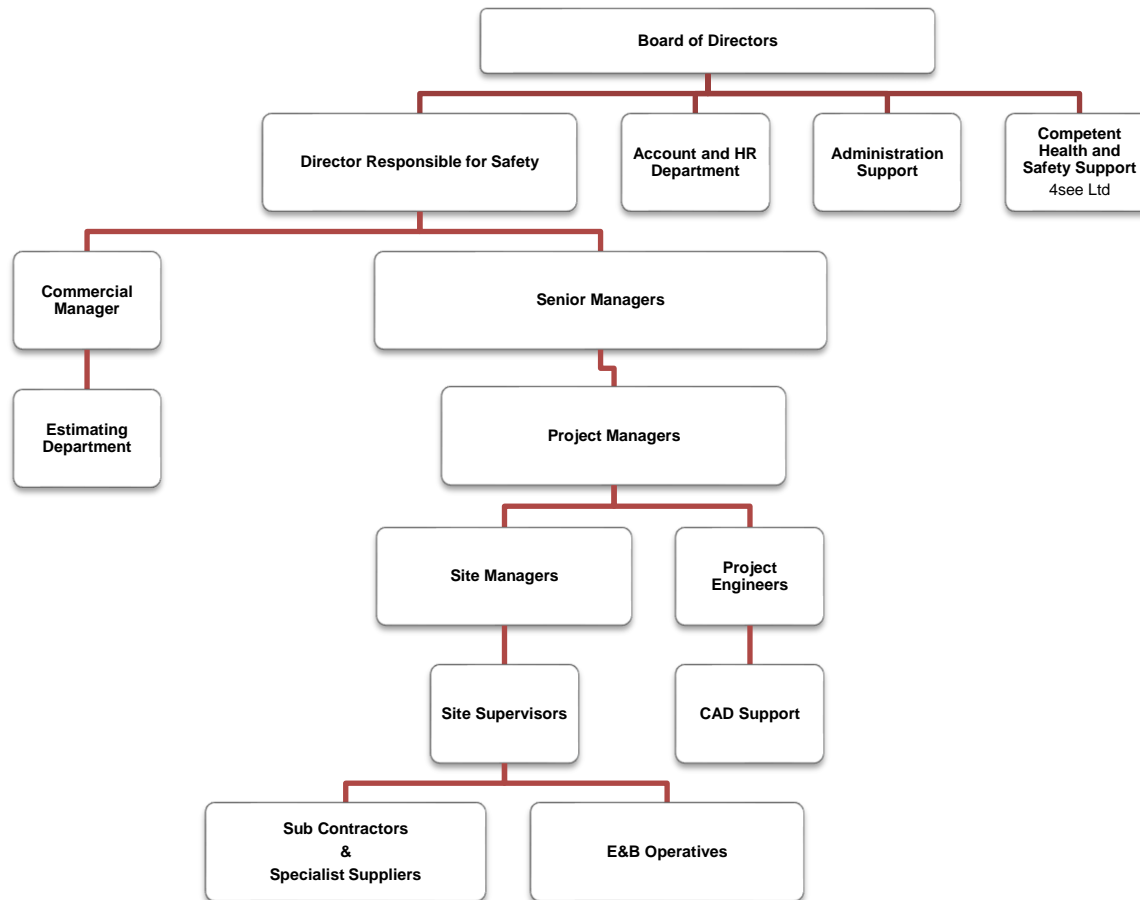 Board of Directors
Director Responsible for Safety
Account and HR
Department
Administration
Support
Competent
Health and
Safety Support
4see Ltd
Commercial
Manager
Senior Managers
Estimating
Department
Project Managers
Site Managers
Project
Engineers
Site Supervisors
CAD Support
Sub Contractors
&
Specialist Suppliers
E&B Operatives